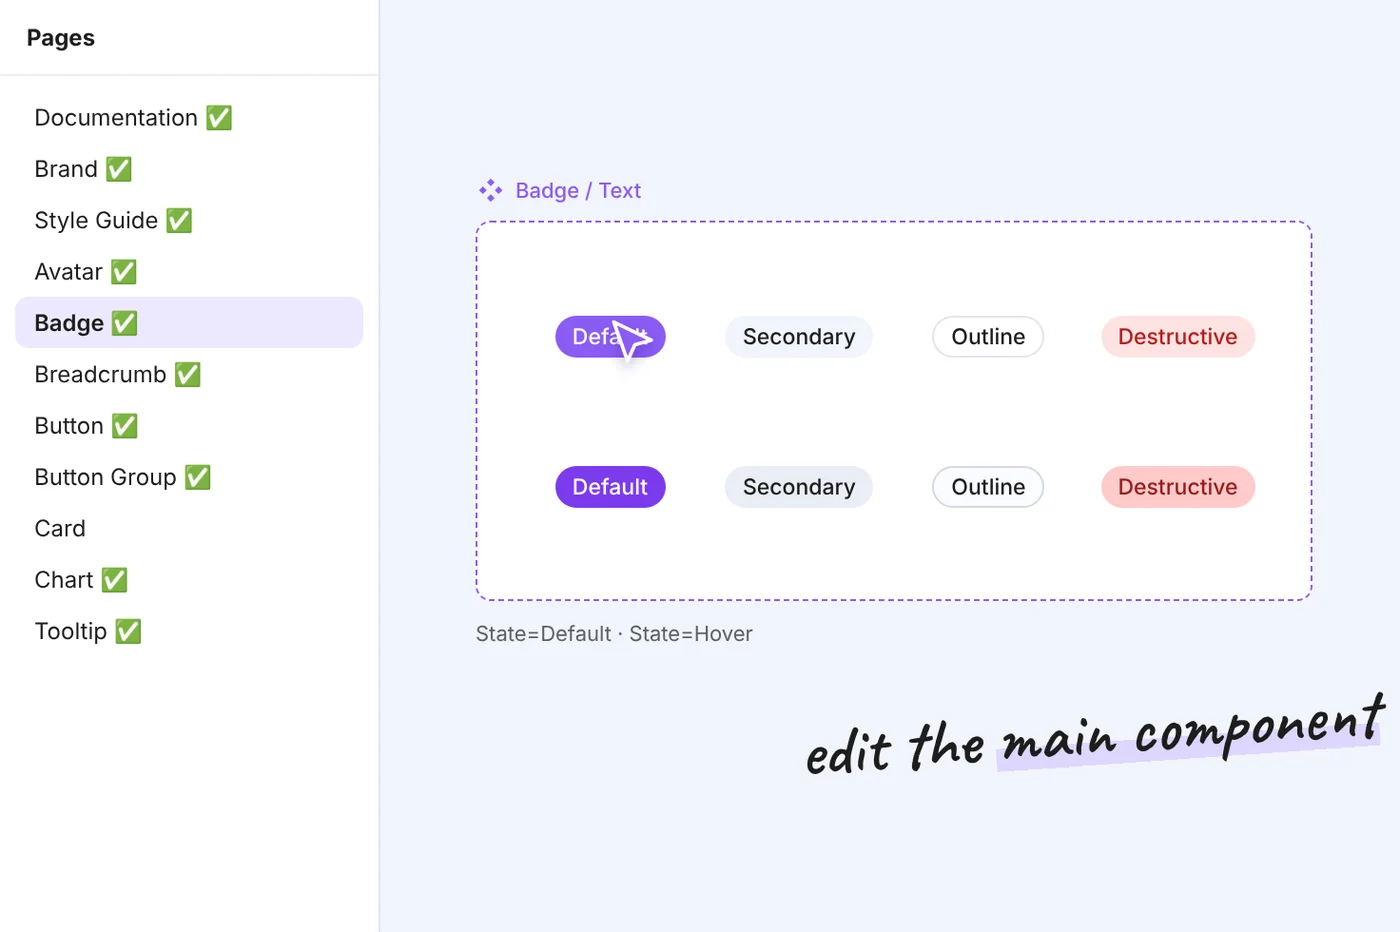 Pages
Documentation ✅
Brand ✅
Style Guide ✅
Avatar ✅
Badge ✅
Breadcrumb ✅
Button ✅
Button Group ✅
Card
Chart ✅
Tooltip ✅
Badge / Text
Secondary Outline Destructive
Default Secondary Outline Destructive
State=Default · State=Hover
edit the main component